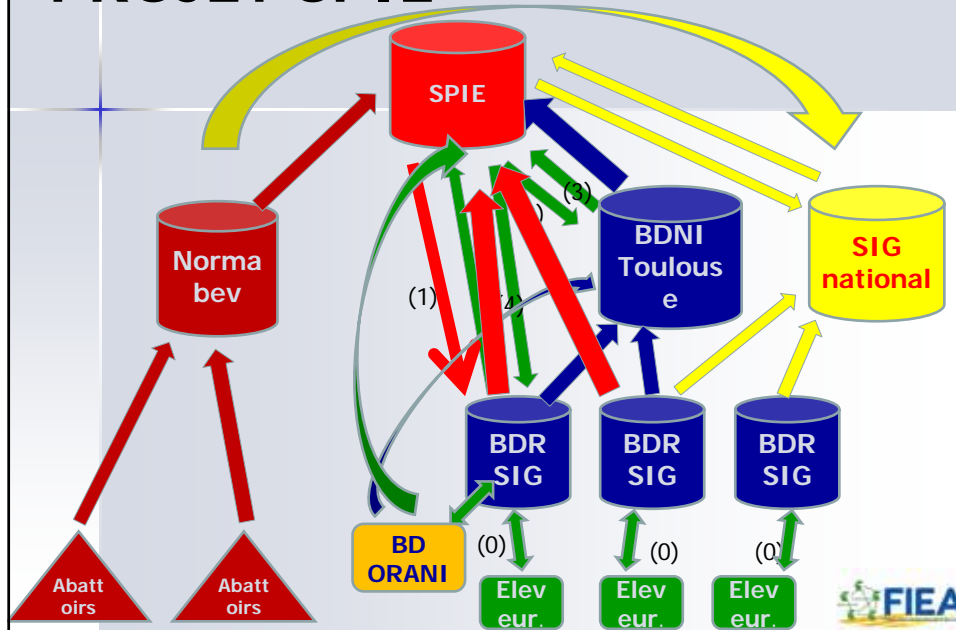 SPIE
(3)
)
BDNI
Toulous
e
SIG
national
Norma
bev
(1)
(4)
BDR
SIG
BDR
SIG
BDR
SIG
BD
ORANI
(0)
(0)
(0)
Abatt
oirs
Abatt
oirs
Elev
eur.
Elev
eur.
Elev
eur.
FIEA